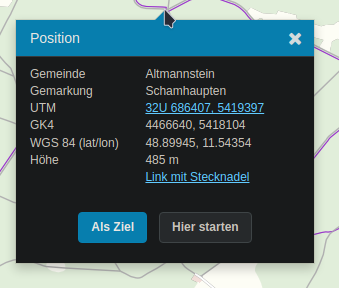 Position
Gemeinde Altmannstein
Gemarkung Schamhaupten
UTM 32U 686407, 5419397
GK4 4466640, 5418104
WGS 84 (lat/lon) 48.89945, 11.54354
Höhe 485 m
Link mit Stecknadel
Als Ziel Hier starten